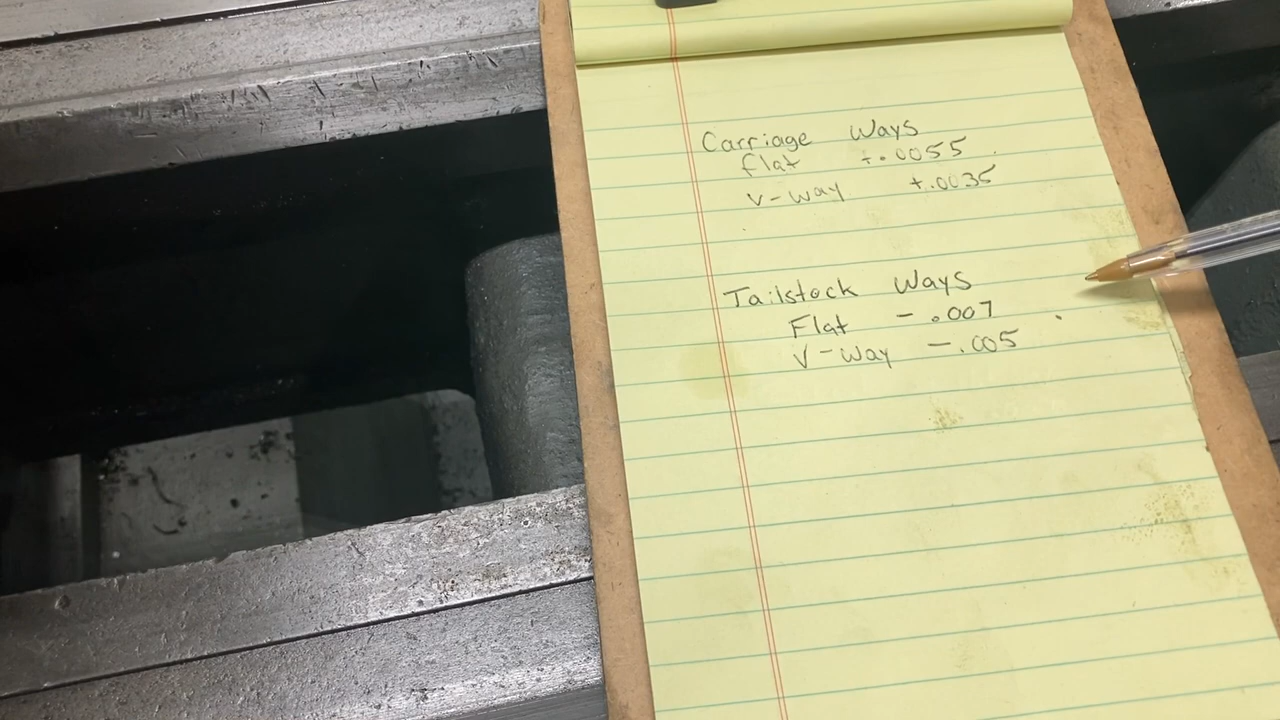 Carriage Ways
flat +.0055
V-way +.0035
Tailstock Ways
Flat -.007
V-Way -.005